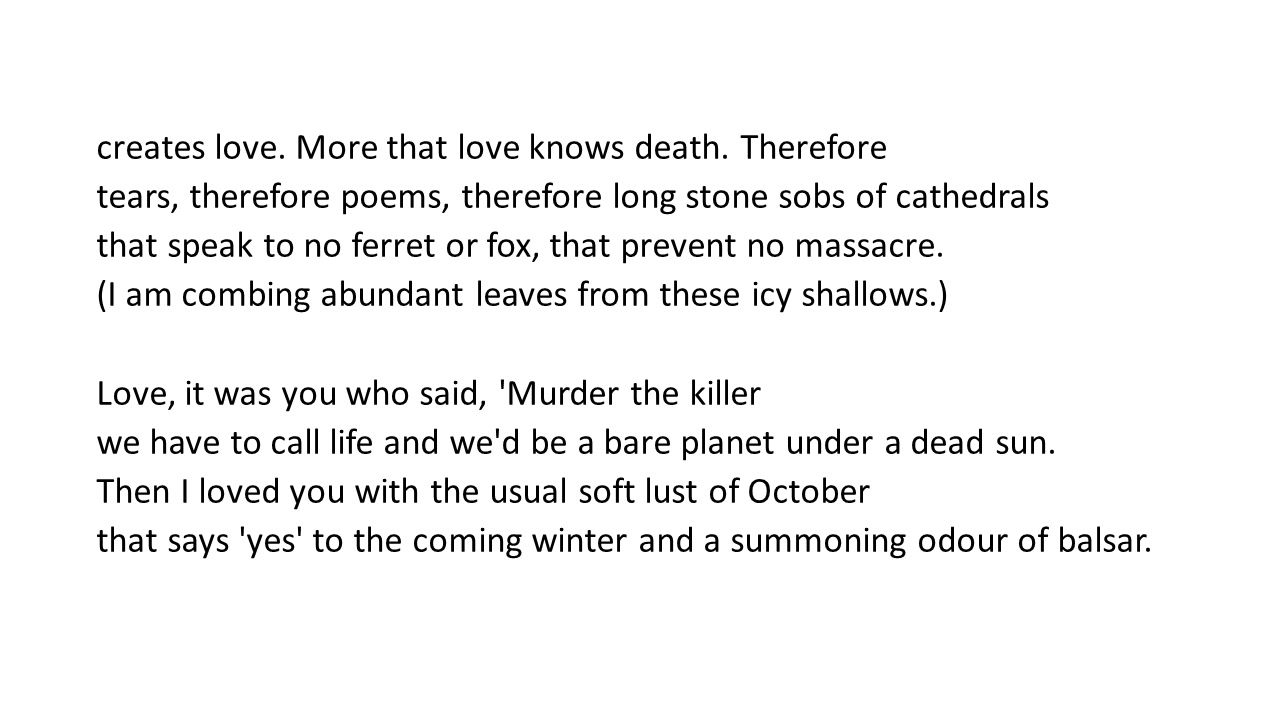 creates love. More that love knows death. Therefore
tears, therefore poems, therefore long stone sobs of cathedrals
that speak to no ferret or fox, that prevent no massacre.
(I am combing abundant leaves from these icy shallows.)

Love, it was you who said, 'Murder the killer
we have to call life and we'd be a bare planet under a dead sun.
Then I loved you with the usual soft lust of October
that says 'yes' to the coming winter and a summoning odour of balsar.